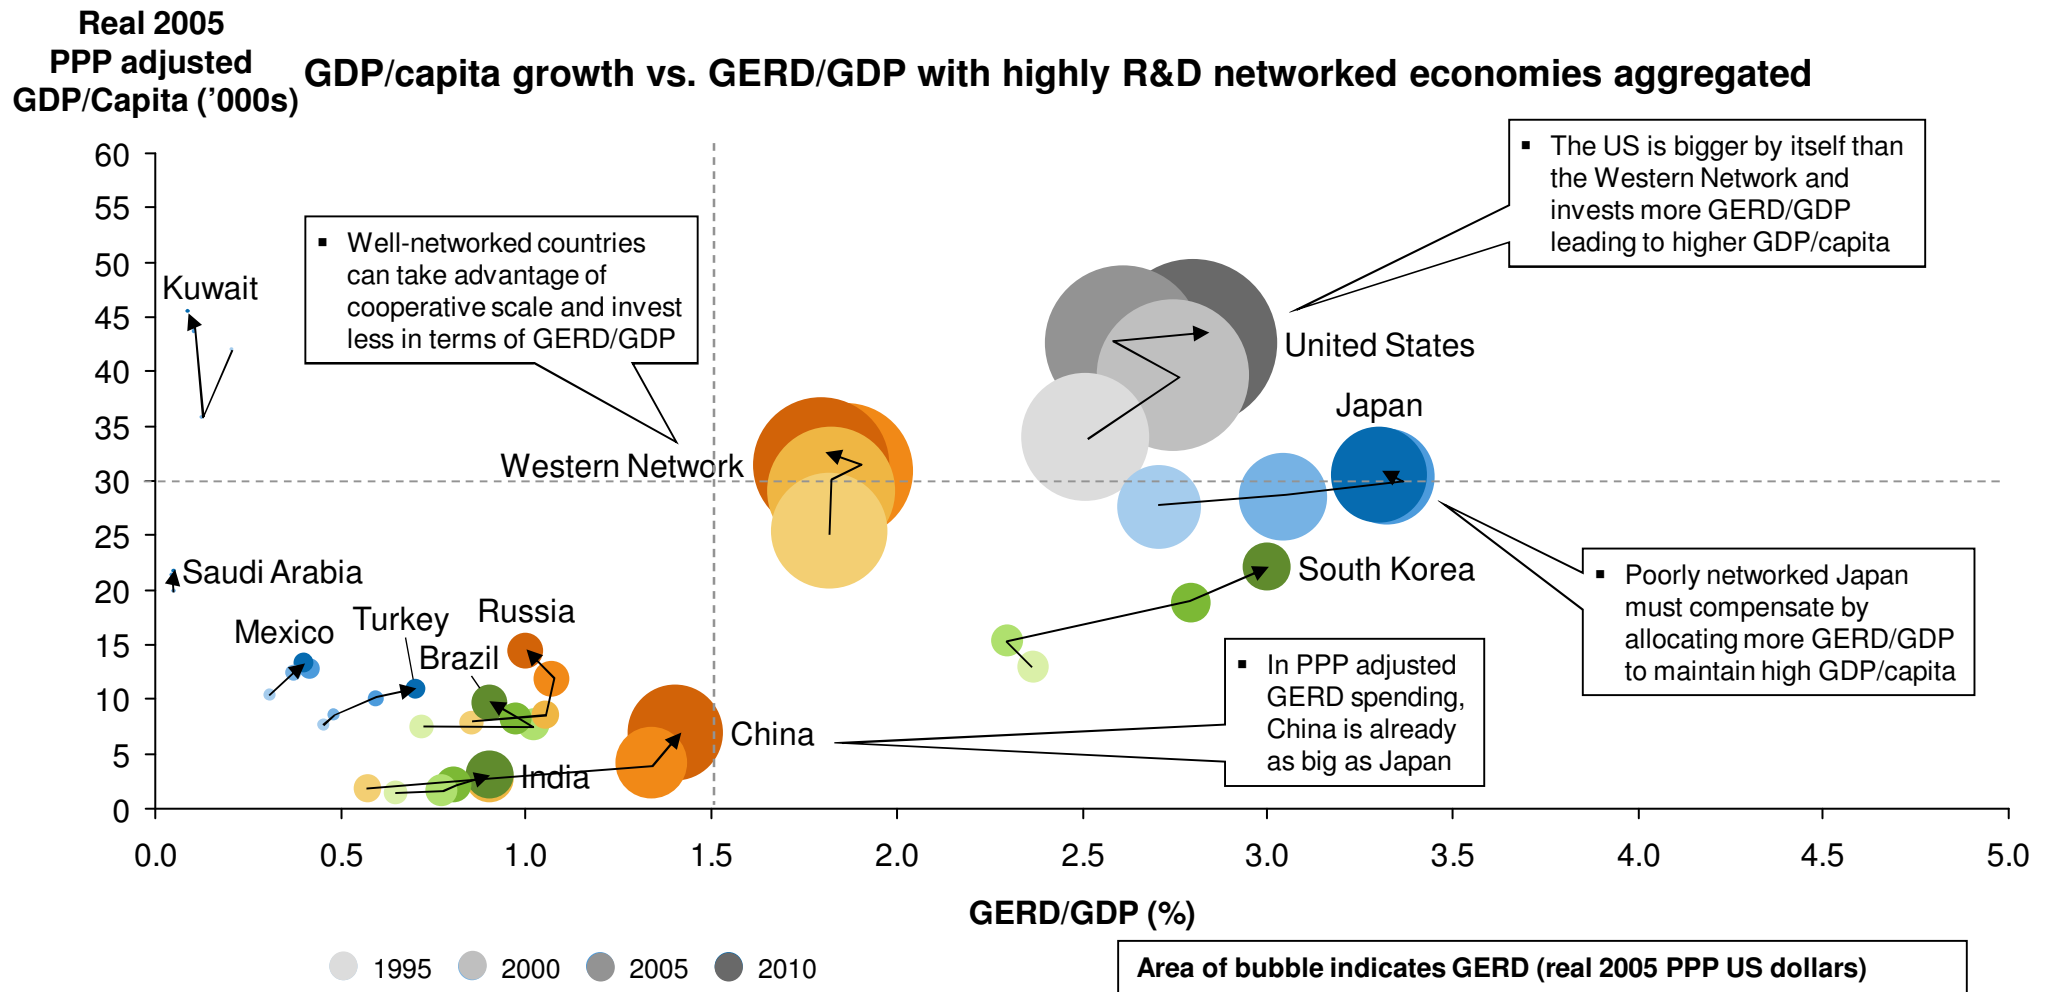 Real 2005
PPP adjusted
GDP/Capita ('000s)
GDP/capita growth vs. GERD/GDP with highly R&D networked economies aggregated
60
55
50
45
40
35
30
25
20
15
10
5
0
Kuwait
▪ Well-networked countries
can take advantage of
cooperative scale and invest
less in terms of GERD/GDP
▪ The US is bigger by itself than
the Western Network and
invests more GERD/GDP
leading to higher GDP/capita
United States
Japan
Western Network
Saudi Arabia
South Korea
▪ Poorly networked Japan
must compensate by
allocating more GERD/GDP
to maintain high GDP/capita
Mexico
Turkey
Russia
Brazil
▪ In PPP adjusted
GERD spending,
China is already
as big as Japan
China
India
0.0
0.5
1.0
1.5
2.0
2.5
3.0
3.5
4.0
4.5
5.0
GERD/GDP (%)
1995
2000
2005
2010
Area of bubble indicates GERD (real 2005 PPP US dollars)